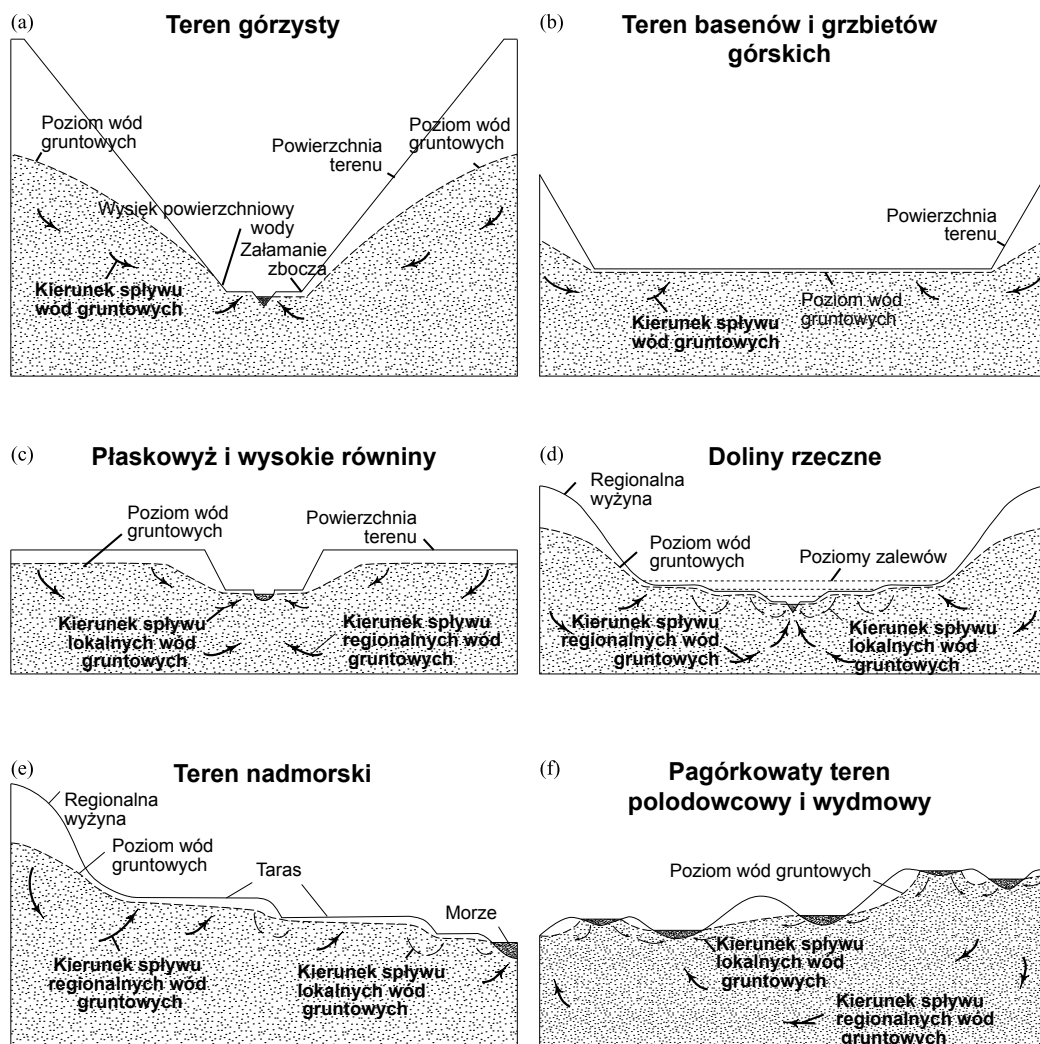 (a)
Teren górzysty
Poziom wód
gruntowych
Poziom wód
gruntowych
Powierzchnia
terenu
Wysięk powierzchniowy
wody
Załamanie
zbocza
Kierunek spływu
wód gruntowych
(b)
Teren basenów i grzbietów
górskich
Powierzchnia
terenu
Poziom wód
gruntowych
Kierunek spływu
wód gruntowych
(c)
Płaskowyż i wysokie równiny
Poziom wód
gruntowych
Powierzchnia
terenu
Kierunek spływu
lokalnych wód
gruntowych
Kierunek spływu
regionalnych wód
gruntowych
(d)
Doliny rzeczne
Regionalna
wyżyna
Poziom wód
gruntowych
Poziomy zalewów
Kierunek spływu
regionalnych wód
gruntowych
Kierunek spływu
lokalnych wód
gruntowych
(e)
Teren nadmorski
Regionalna
wyżyna
Poziom wód
gruntowych
Taras
Morze
Kierunek spływu
regionalnych wód
gruntowych
Kierunek spływu
lokalnych wód
gruntowych
(f)
Pagórkowaty teren
polodowcowy i wydmowy
Poziom wód gruntowych
Kierunek spływu
lokalnych wód
gruntowych
Kierunek spływu
regionalnych wód
gruntowych